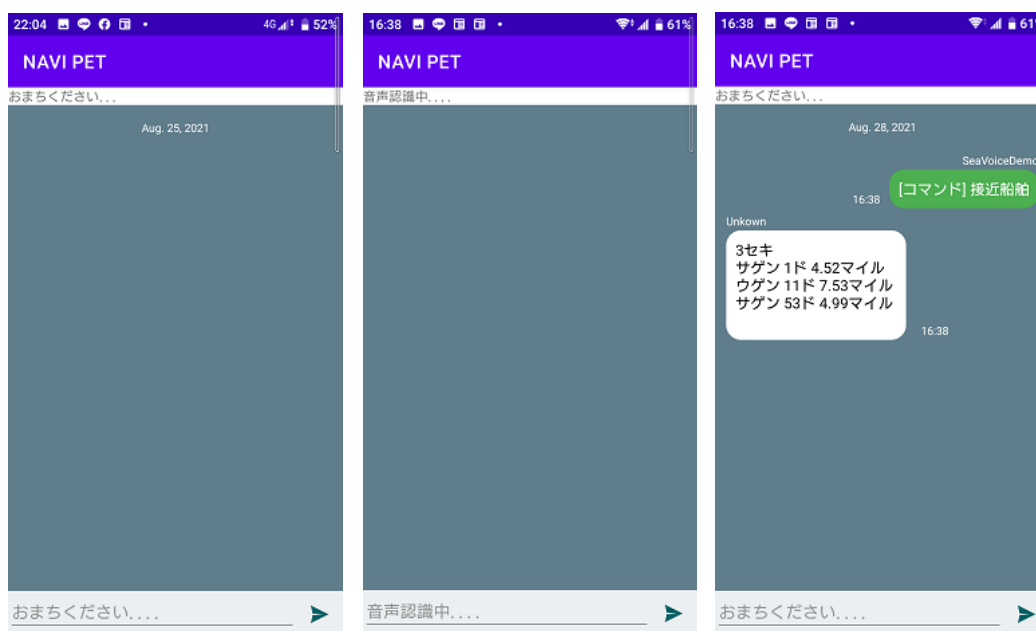 22:04
4G
52%
NAVI PET
おまちください...
Aug. 25, 2021
おまちください....
16:38
61%
NAVI PET
音声認識中....
音声認識中....
16:38
61%
NAVI PET
おまちください...
Aug. 28, 2021
SeaVoiceDemo
[コマンド] 接近船舶
16:38
Unkown
3セキ
サゲン 1ド 4.52マイル
ウゲン 11ド 7.53マイル
サゲン 53ド 4.99マイル
16:38
おまちください....